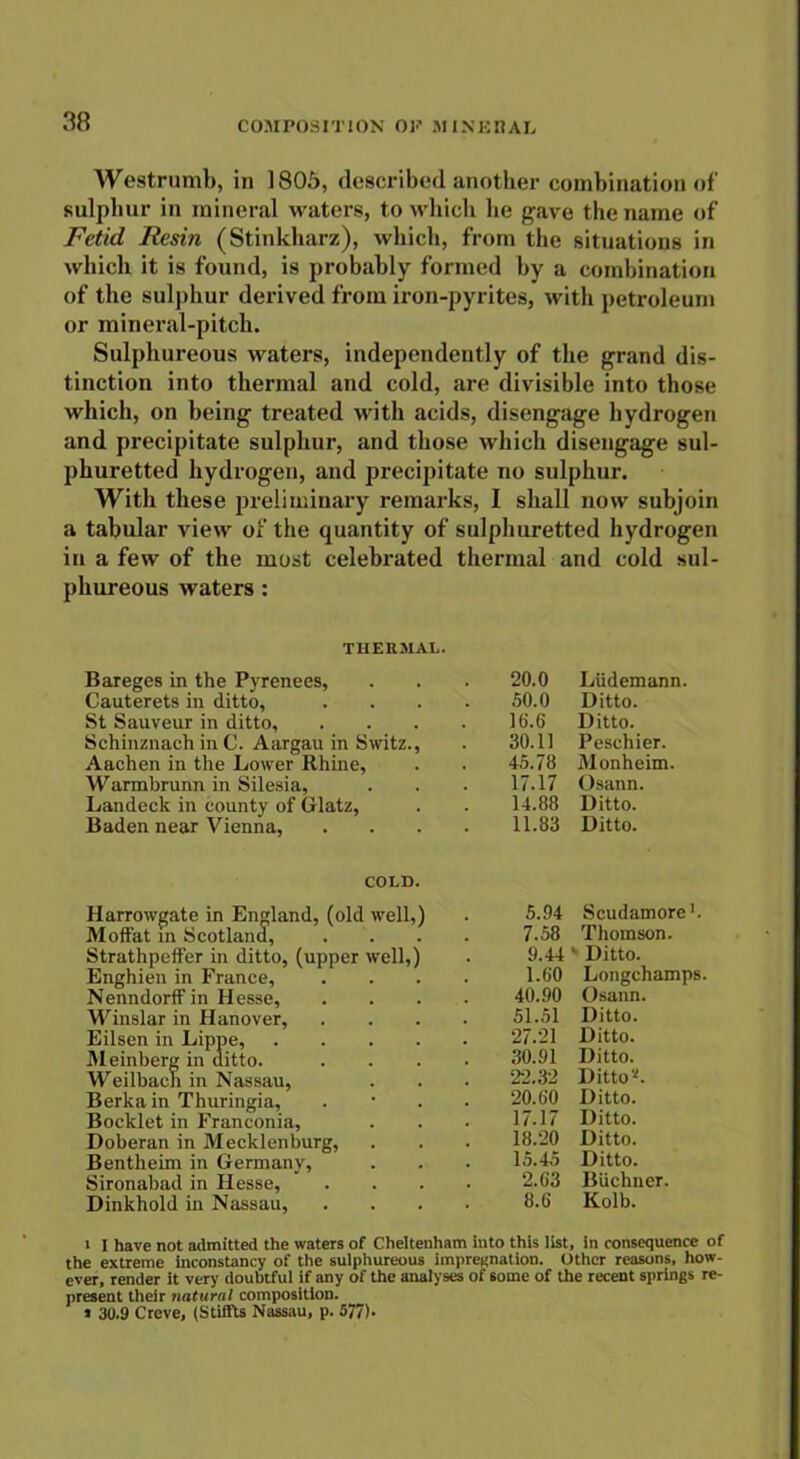 38 COMPOSITION OF MINERAL
Westrumb, in 1805, described another combination of
sulphur in mineral waters, to which he gave the name of
Fetid Resin (Stinkharz), which, from the situations in
which it is found, is probably formed by a combination
of the sulphur derived from iron-pyrites, with petroleum
or mineral-pitch.
Sulphureous waters, independently of the grand dis-
tinction into thermal and cold, are divisible into those
which, on being treated with acids, disengage hydrogen
and precipitate sulphur, and those which disengage sul-
phuretted hydrogen, and precipitate no sulphur.
With these preliminary remarks, I shall now subjoin
a tabular view of the quantity of sulphuretted hydrogen
in a few of the most celebrated thermal and cold sul-
phureous waters :
THERMAL.
Bareges in the Pyrenees, . . . 20.0 Lüdemann.
Cauterets in ditto, . . . . 50.0 Ditto.
St Sauveur in ditto, . . . . 16.6 Ditto.
Schinznach in C. Aargau in Switz., . 30.11 Peschier.
Aachen in the Lower Rhine, . . 45.78 Monheim.
Warmbrunn in Silesia, . . . 17.17 Osann.
Landeck in county of Glatz, . . 14.88 Ditto.
Baden near Vienna, . . . . 11.83 Ditto.
COLD.
Harrowgate in England, (old well,) . 5.94 Scudamore¹.
Moffat in Scotland, . . . . 7.58 Thomson.
Strathpeffer in ditto, (upper well,) . 9.44 Ditto.
Enghien in France, . . . . 1.60 Longchamps.
Nenndorff in Hesse, . . . . 40.90 Osann.
Winslar in Hanover, . . . . 51.51 Ditto.
Eilsen in Lippe, . . . . . 27.21 Ditto.
Meinberg in ditto. . . . . 30.91 Ditto.
Weilbach in Nassau, . . . 22.32 Ditto².
Berka in Thuringia, . . . . 20.60 Ditto.
Bocklet in Franconia, . . . 17.17 Ditto.
Doberan in Mecklenburg, . . . 18.20 Ditto.
Bentheim in Germany, . . . 15.45 Ditto.
Sironabad in Hesse, . . . . 2.63 Büchner.
Dinkhold in Nassau, . . . . 8.6 Kolb.
¹ I have not admitted the waters of Cheltenham into this list, in consequence of
the extreme inconstancy of the sulphureous impregnation. Other reasons, how-
ever, render it very doubtful if any of the analyses of some of the recent springs re-
present their natural composition.
² 30.9 Creve, (Stiffts Nassau, p. 577).